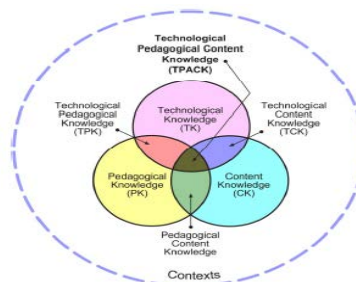 Technological
Pedagogical Content
Knowledge
(TPACK)
Technological
Pedagogical
Knowledge (TPK)
Technological
Knowledge
(TK)
Technological
Content
Knowledge
(TCK)
Pedagogical
Knowledge
(PK)
Content
Knowledge
(CK)
Pedagogical
Content
Knowledge
Contexts